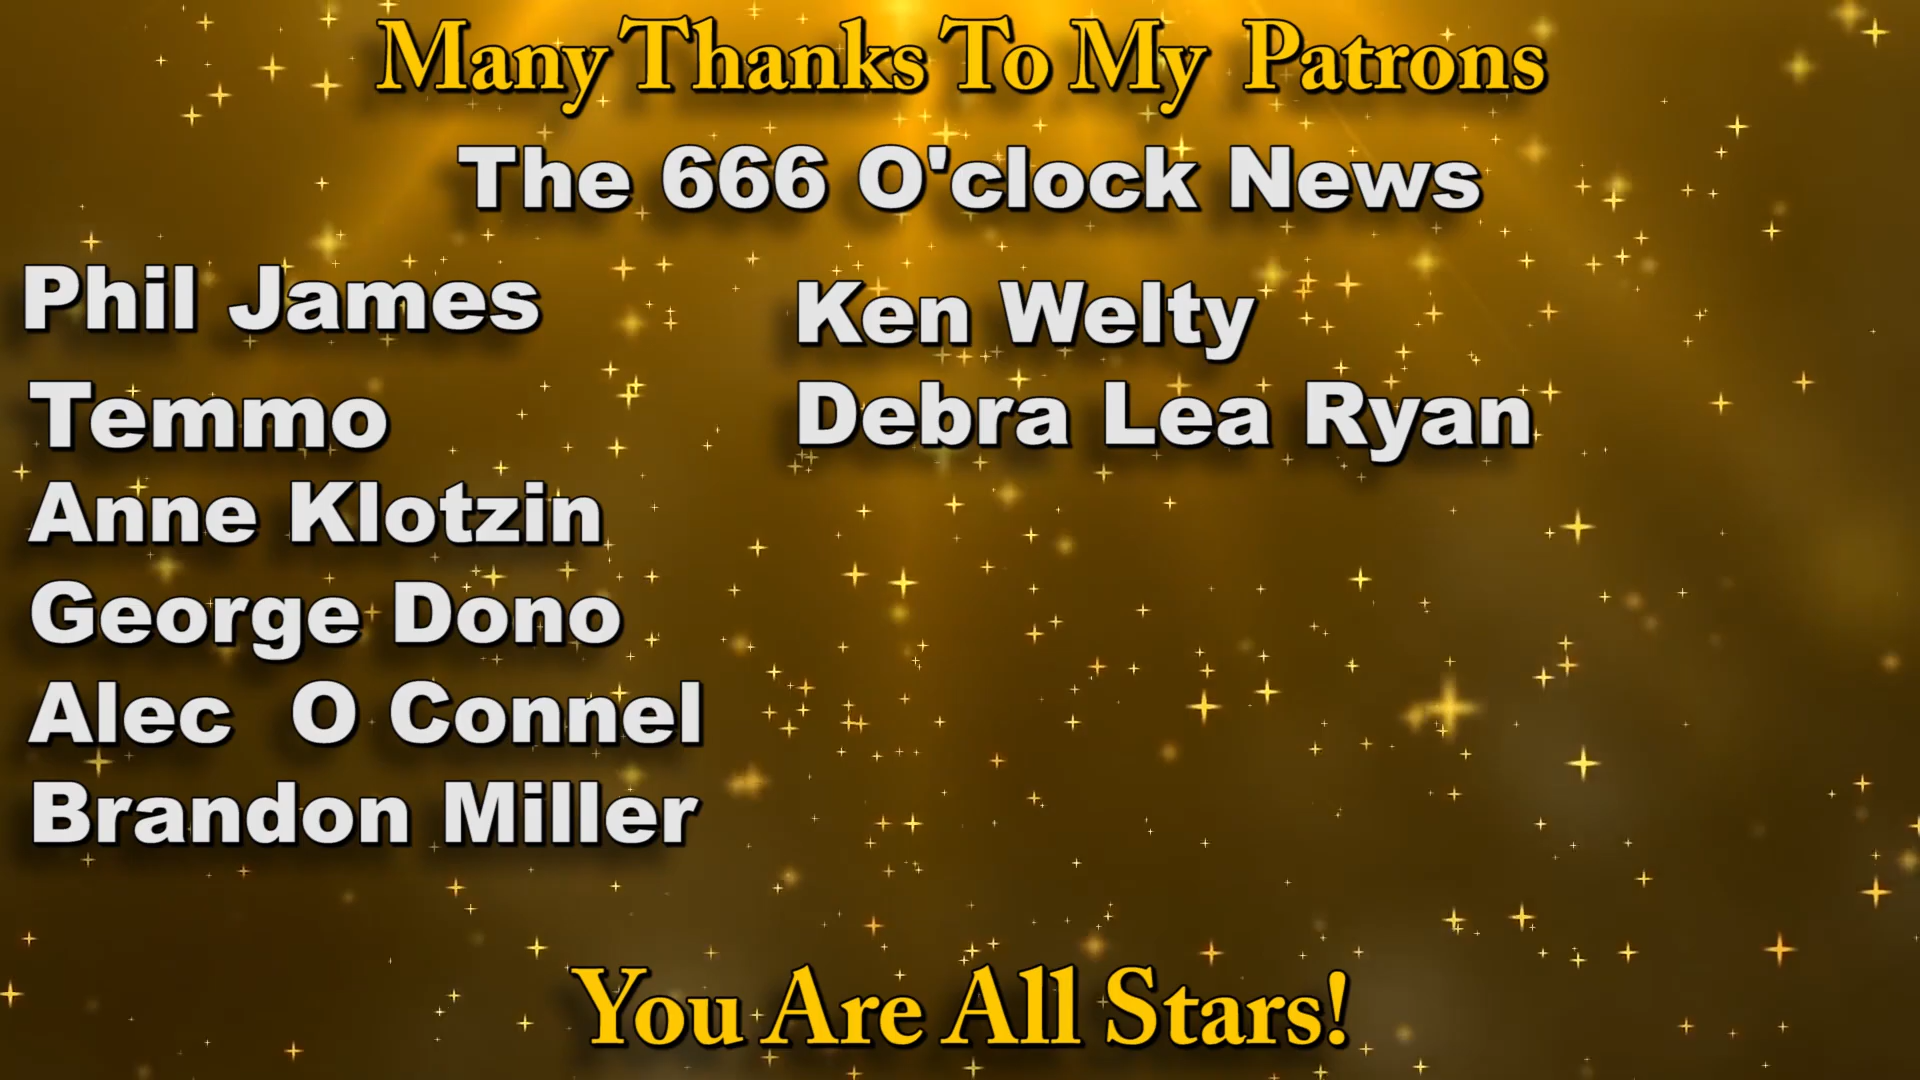 Many Thanks To My Patrons
The 666 O'clock News
Phil James
Temmo
Anne Klotzin
George Dono
Alec O Connel
Brandon Miller
Ken Welty
Debra Lea Ryan
You Are All Stars!